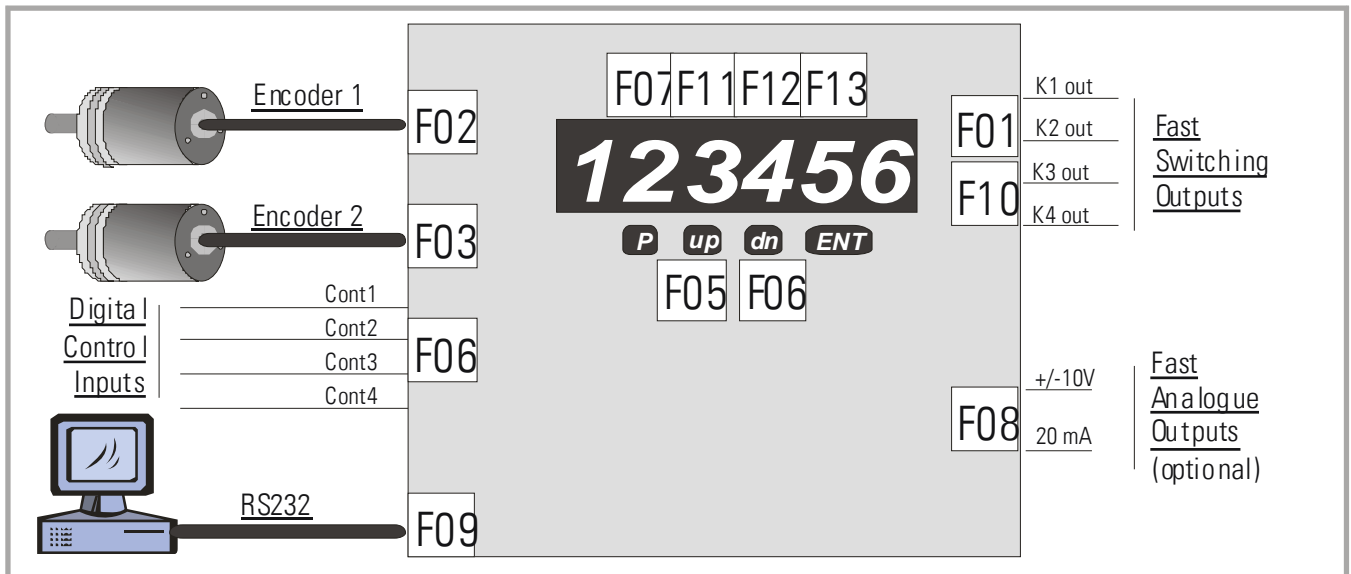 Encoder 1
F02
Encoder 2
F03
Digital
Control
Inputs
Cont1
Cont2
Cont3
Cont4
F06
RS232
F09
F07 F11 F12 F13
123456
P up dn ENT
F05 F06
F01
F10
K1 out
K2 out
K3 out
K4 out
Fast
Switching
Outputs
F08
+/-10V
20 mA
Fast
Analogue
Outputs
(optional)